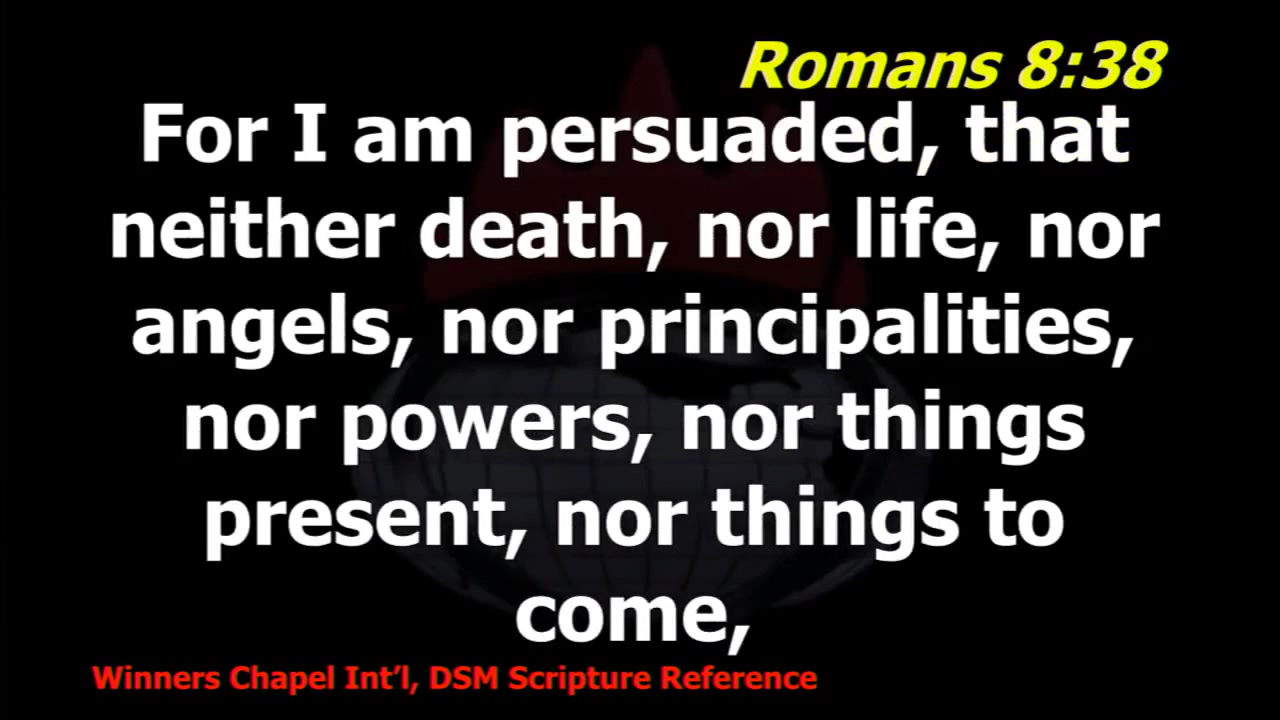 Romans 8:38
For I am persuaded, that
neither death, nor life, nor
angels, nor principalities,
nor powers, nor things
present, nor things to
come,
Winners Chapel Int’l, DSM Scripture Reference